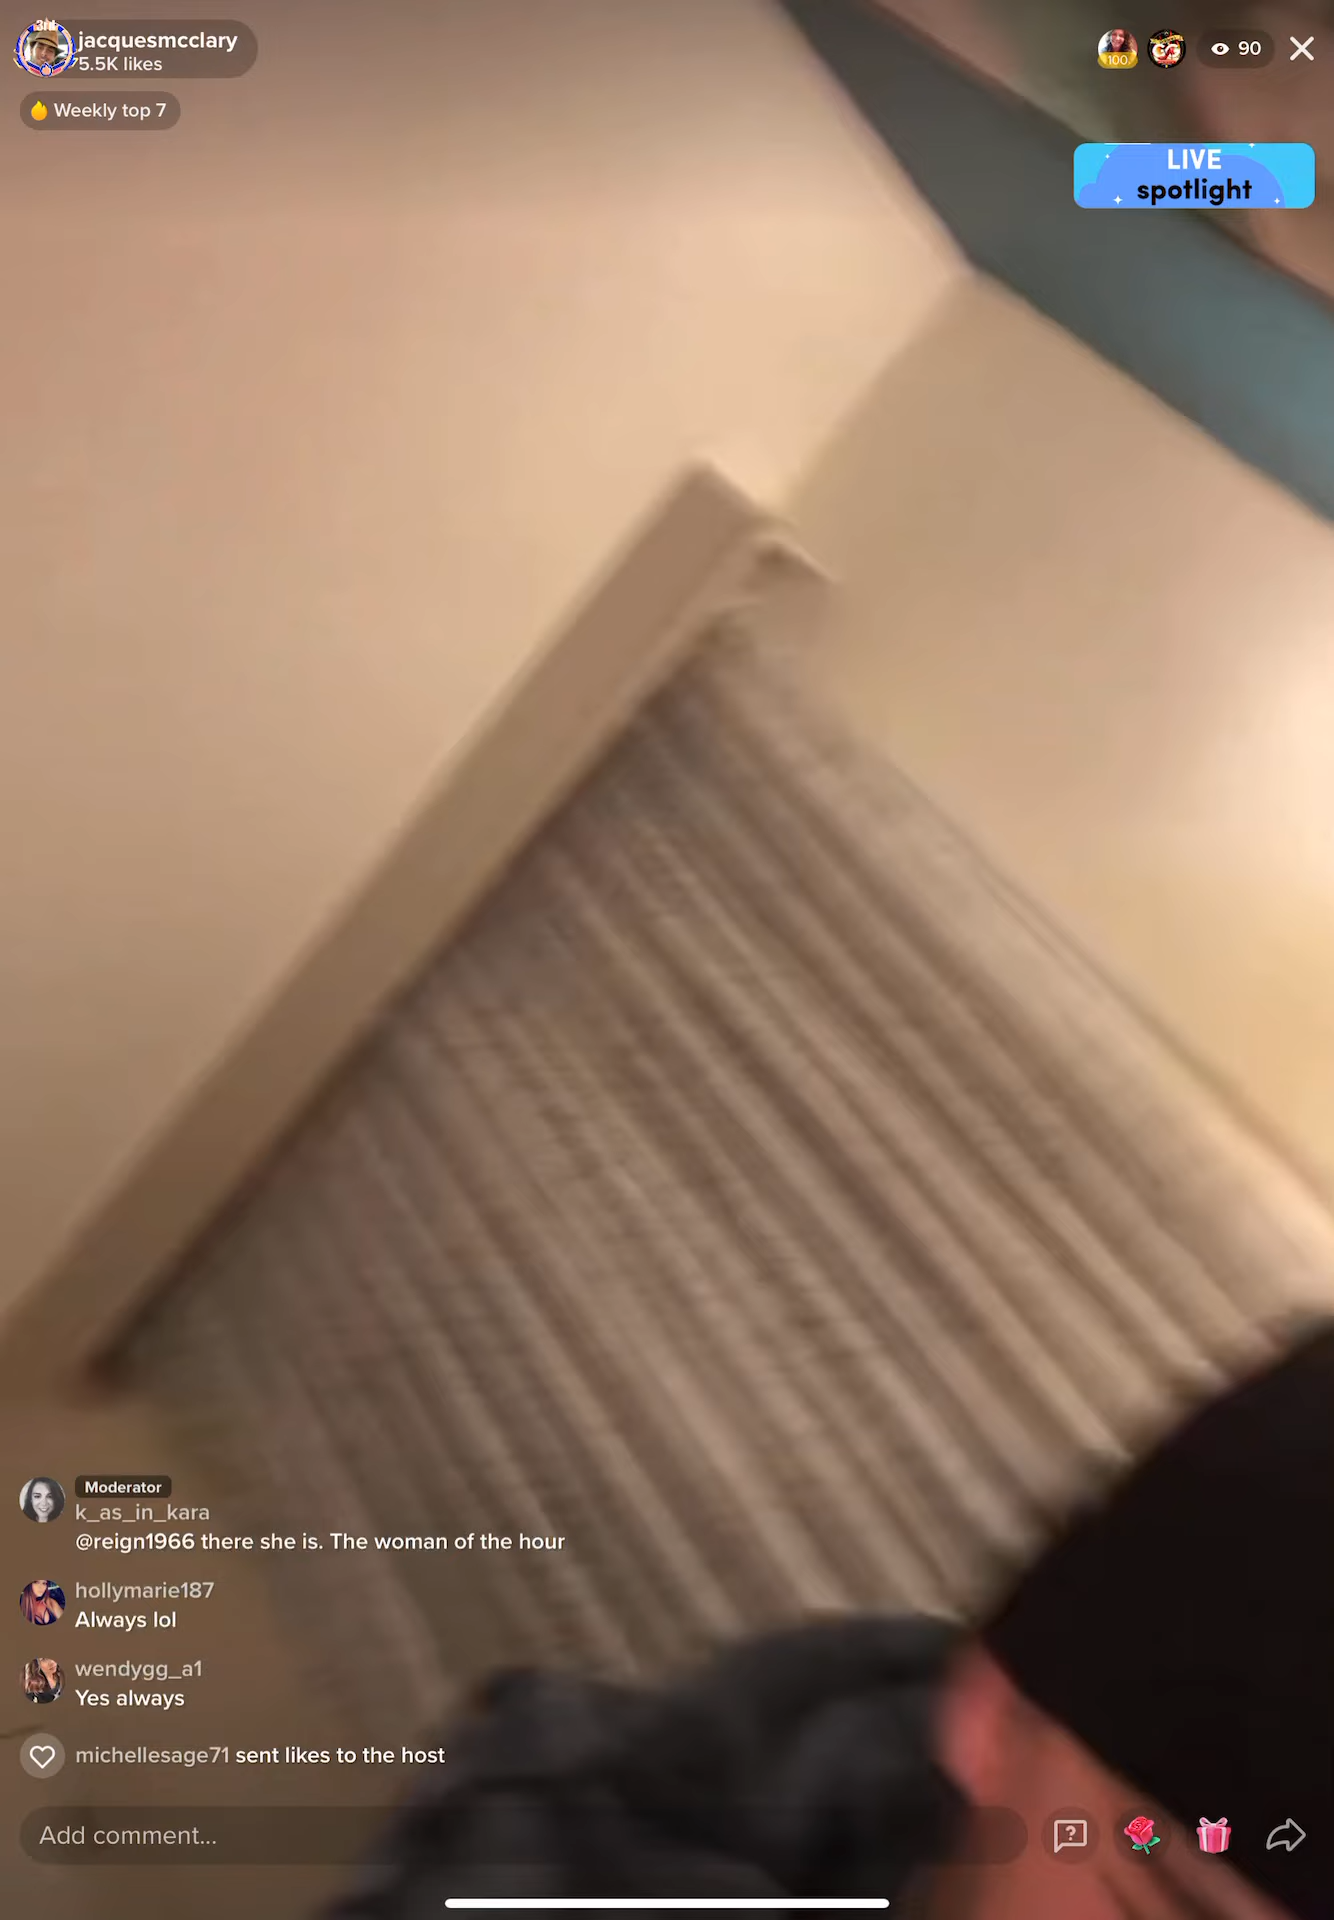 3rd
jacquesmcclary
5.5K likes
100
90
Weekly top 7
LIVE
spotlight
Moderator
k_as_in_kara
@reign1966 there she is. The woman of the hour
hollymarie187
Always lol
wendygg_a1
Yes always
michellesage71 sent likes to the host
Add comment...
?